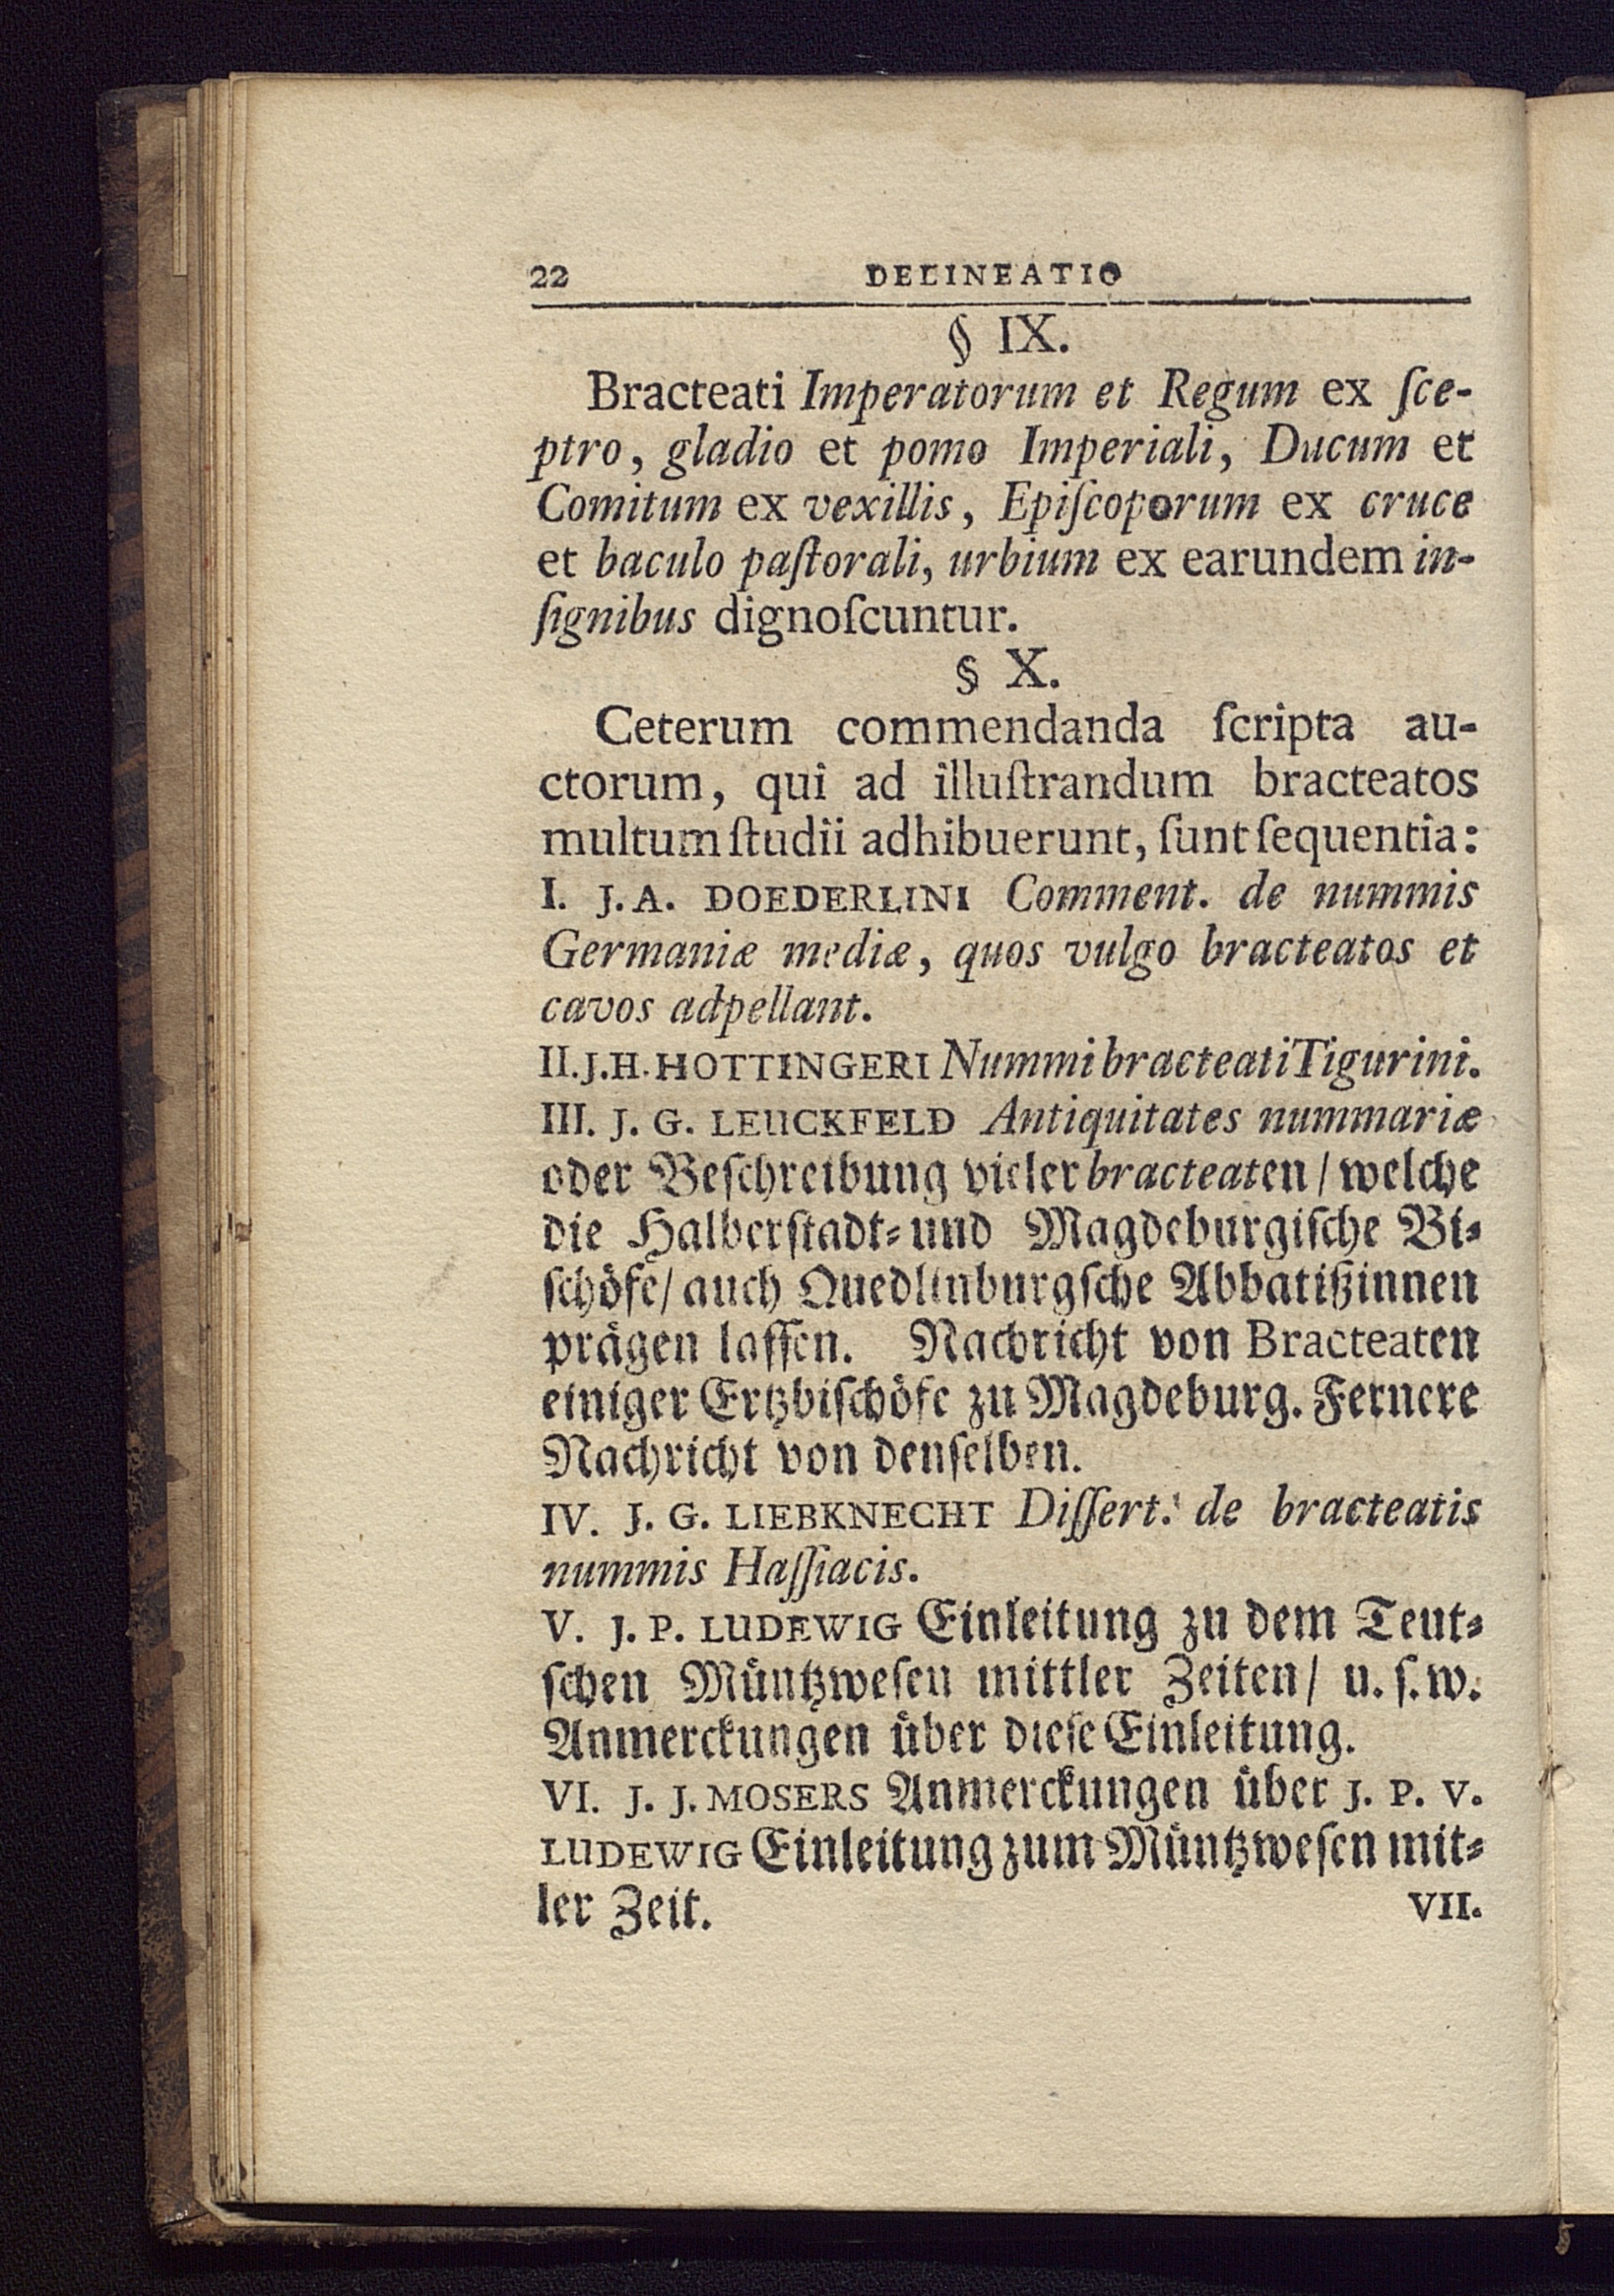 22 DELINEATIO
§ IX.
Bracteati Imperatorum et Regum ex ſce-
ptro, gladio et pomo Imperiali, Ducum et
Comitum ex vexillis, Epiſcoporum ex cruce
et baculo paſtorali, urbium ex earundem in-
ſignibus dignoſcuntur.
§ X.
Ceterum commendanda ſcripta au-
ctorum, qui ad illuſtrandum bracteatos
multum ſtudii adhibuerunt, ſunt ſequentia:
I. J. A. DOEDERLINI Comment. de nummis
Germaniæ mediæ, quos vulgo bracteatos et
cavos adpellant.
II. J. H. HOTTINGERI Nummi bracteati Tigurini.
III. J. G. LEUCKFELD Antiquitates nummariæ
oder Beſchreibung vieler bracteaten / welche
die Halberſtadt- und Magdeburgiſche Bi-
ſchöfe / auch Quedlinburgſche Abbatißinnen
prägen laſſen. Nachricht von Bracteaten
einiger Ertzbiſchöfe zu Magdeburg. Fernere
Nachricht von denſelben.
IV. J. G. LIEBKNECHT Diſſert. de bracteatis
nummis Haſſiacis.
V. J. P. LUDEWIG Einleitung zu dem Teut-
ſchen Müntzweſen mittler Zeiten / u. ſ. w.
Anmerckungen über dieſe Einleitung.
VI. J. J. MOSERS Anmerckungen über J. P. V.
LUDEWIG Einleitung zum Müntzweſen mit-
ler Zeit. VII.